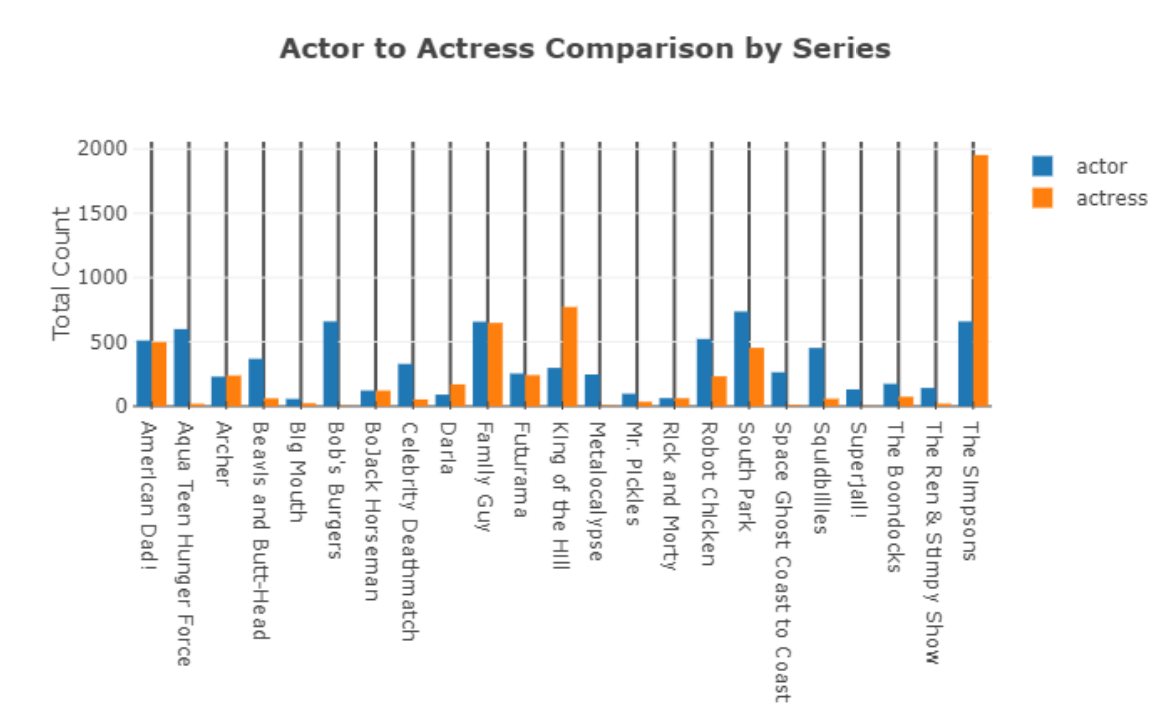 Actor to Actress Comparison by Series
2000
1500
1000
500
0
Total Count
actor
actress
American Dad!
Aqua Teen Hunger Force
Archer
Beavis and Butt-Head
Big Mouth
Bob's Burgers
BoJack Horseman
Celebrity Deathmatch
Daria
Family Guy
Futurama
King of the Hill
Metalocalypse
Mr. Pickles
Rick and Morty
Robot Chicken
South Park
Space Ghost Coast to Coast
Squidbillies
Superjail!
The Boondocks
The Ren & Stimpy Show
The Simpsons